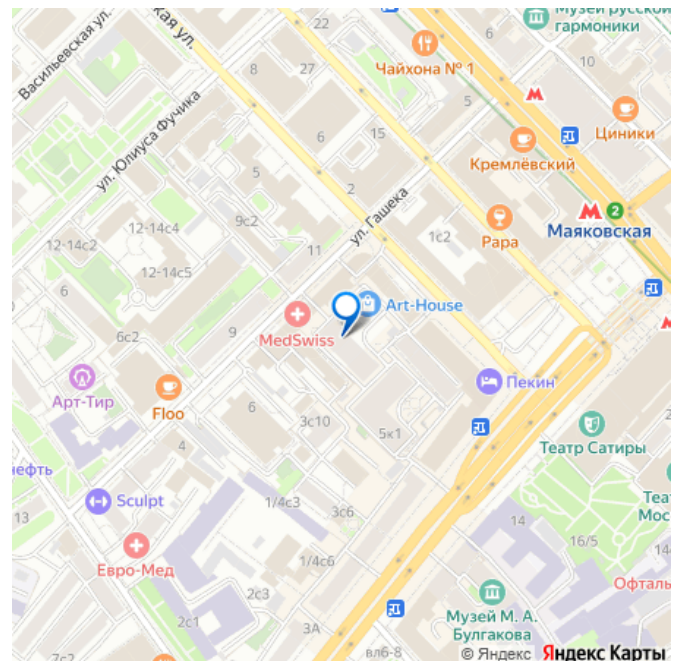 Музей русской
гармоники
22
6
Васильевская ул.
ская ул.
Чайхона № 1
10
8
27
5
ул. Юлиуса Фучика
Циники
6
15
Кремлёвский
5
2
2
9с2
ул. Гашека
Рара
Маяковская
12-14с4
12-14с2
11
1с2
12-14с5
6
Art-House
MedSwiss
9
6с2
Пекин
Арт-Тир
Floo
6
3с10
5к1
Театр Сатиры
4
нефть
Sculpt
1/4с3
3с6
Теа
Мос
13
14
16/5
14
Евро-Мед
1/4с6
Офталь
2с3
Музей М. А.
Булгакова
2с1
3А
7с2
вл6-8
© Яндекс Яндекс Карты